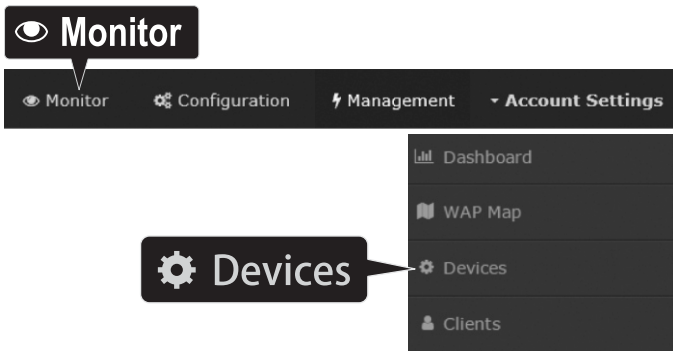 Monitor
Monitor Configuration Management Account Settings
Dashboard
WAP Map
Devices
Devices
Clients